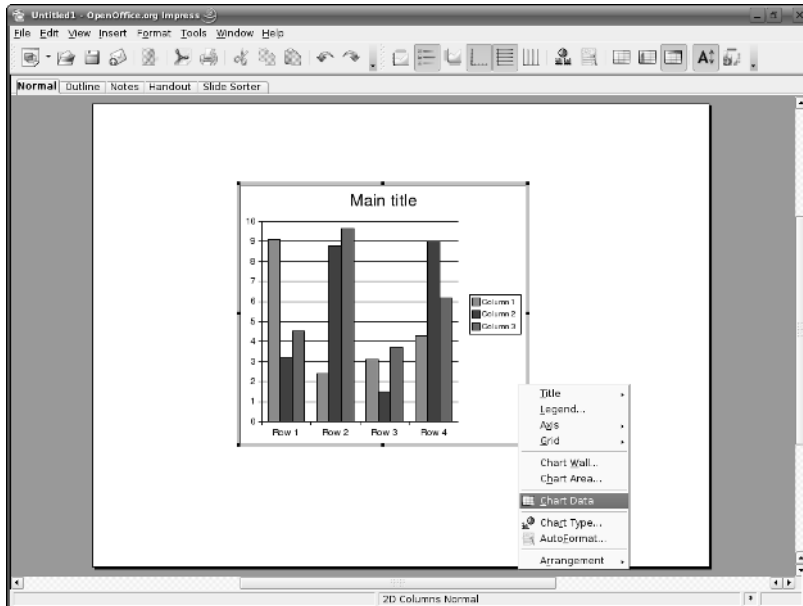 Untitled1 - OpenOffice.org Impress
File Edit View Insert Format Tools Window Help
Normal Outline Notes Handout Slide Sorter
Main title
10
9
8
7
6
5
4
3
2
1
0
Row 1 Row 2 Row 3 Row 4
Column 1
Column 2
Column 3
Title
Legend...
Axis
Grid
Chart Wall...
Chart Area...
Chart Data
Chart Type...
AutoFormat...
Arrangement
2D Columns Normal
*